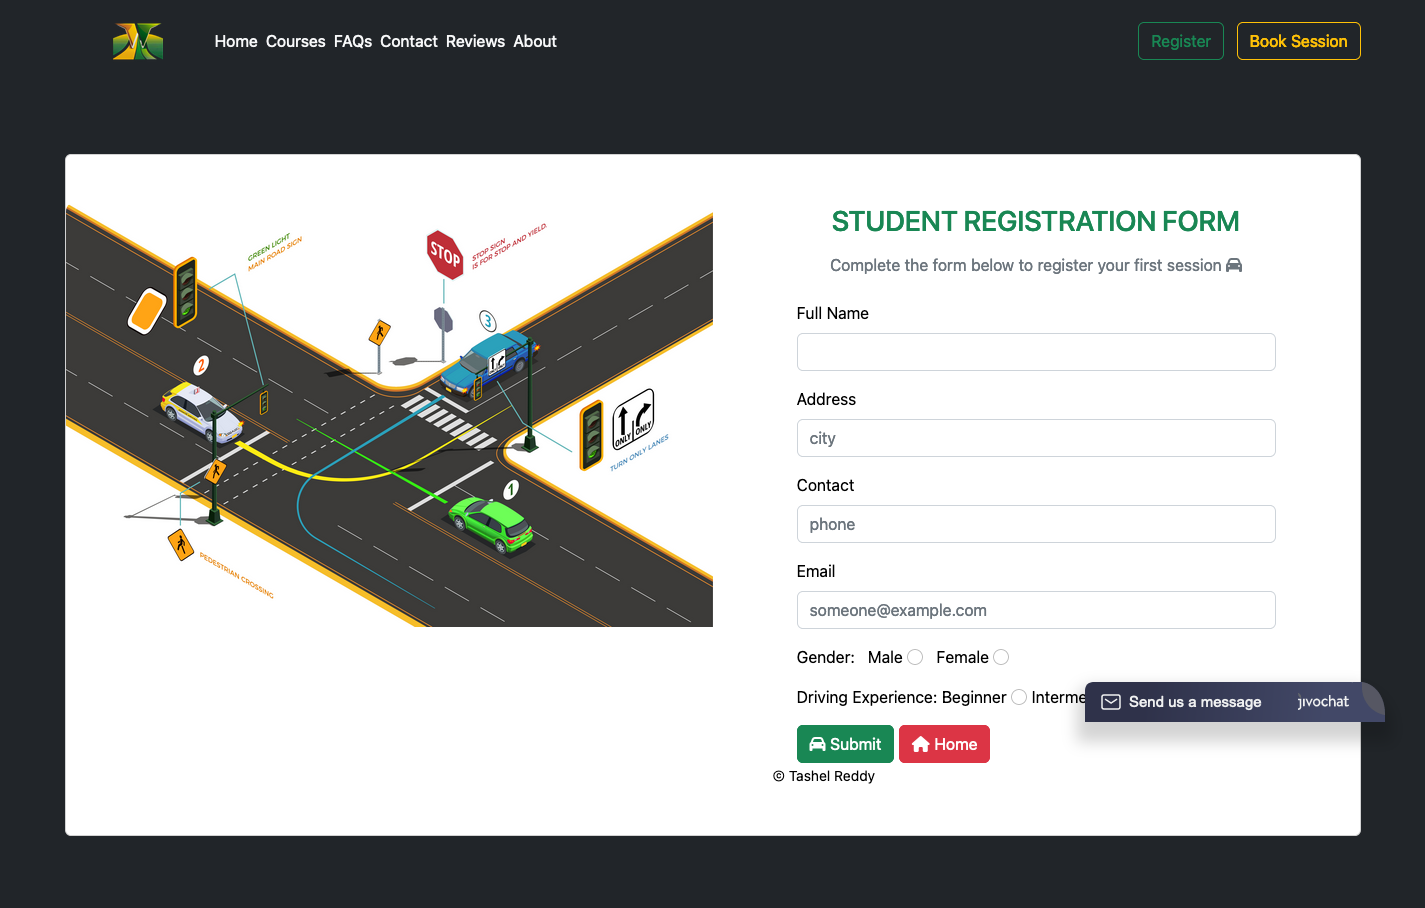 Home Courses FAQs Contact Reviews About
Register
Book Session
GREEN LIGHT
MAIN ROAD SIGN
STOP
STOP SIGN
IS FOR STOP AND YIELD
3
2
ONLY ONLY
TURN ONLY LANES
1
PEDESTRIAN CROSSING
STUDENT REGISTRATION FORM
Complete the form below to register your first session
Full Name
Address
city
Contact
phone
Email
someone@example.com
Gender: Male Female
Driving Experience: Beginner Interme
Send us a message
jivochat
Submit
Home
© Tashel Reddy